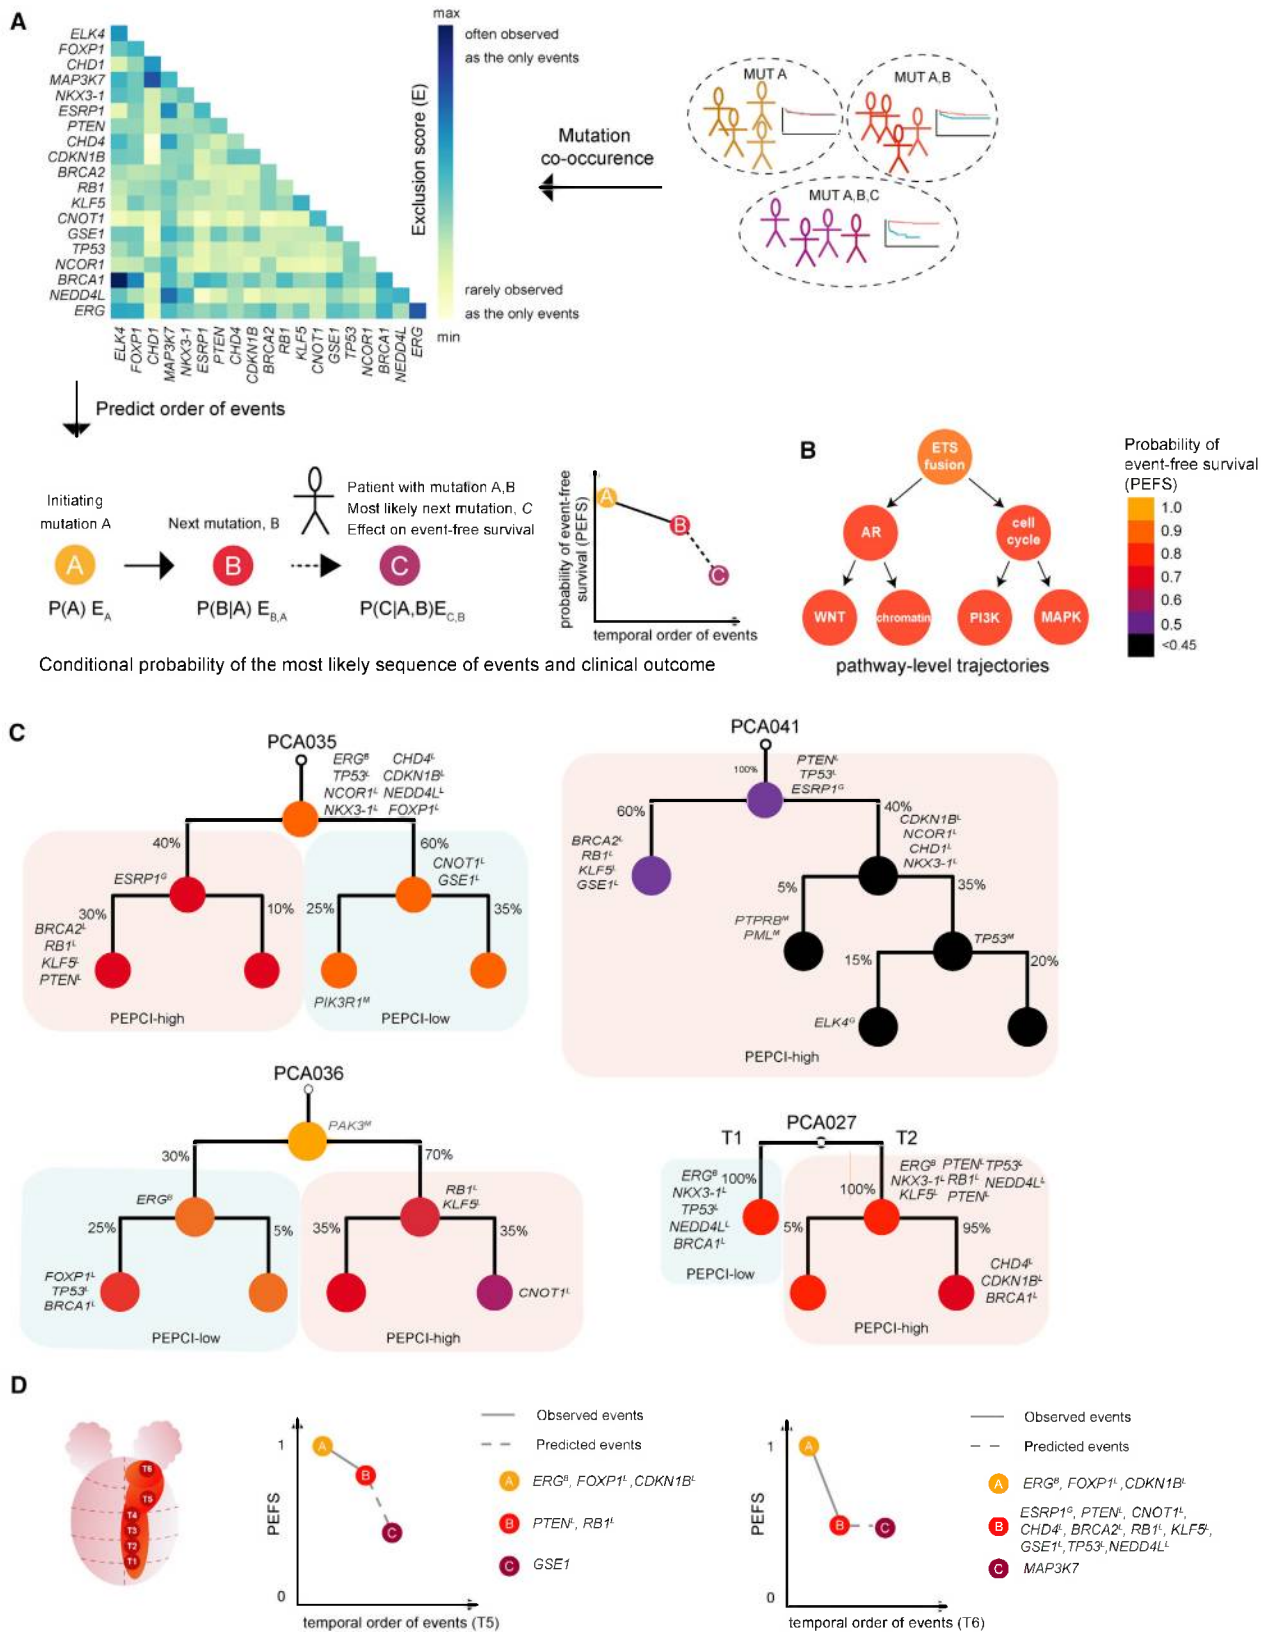 A
ELK4
FOXP1
CHD1
MAP3K7
NKX3-1
ESRP1
PTEN
CHD4
CDKN1B
BRCA2
RB1
KLF5
CNOT1
GSE1
TP53
NCOR1
BRCA1
NEDD4L
ERG
ELK4
FOXP1
CHD1
MAP3K7
NKX3-1
ESRP1
PTEN
CHD4
CDKN1B
BRCA2
RB1
KLF5
CNOT1
GSE1
TP53
NCOR1
BRCA1
NEDD4L
ERG
max
often observed
as the only events
Exclusion score (E)
rarely observed
as the only events
min
Mutation
co-occurence
MUT A
MUT A,B
MUT A,B,C
Predict order of events
Initiating
mutation A
Next mutation, B
Patient with mutation A,B
Most likely next mutation, C
Effect on event-free survival
A
B
C
P(A) E_A
P(B|A) E_B,A
P(C|A,B)E_C,B
probability of event-free
survival (PEFS)
A
B
C
temporal order of events
Conditional probability of the most likely sequence of events and clinical outcome
B
ETS
fusion
AR
cell
cycle
WNT
chromatin
PI3K
MAPK
pathway-level trajectories
Probability of
event-free survival
(PEFS)
1.0
0.9
0.8
0.7
0.6
0.5
<0.45
C
PCA035
ERG^B CHD4^L
TP53^L CDKN1B^L
NCOR1^L NEDD4L^L
NKX3-1^L FOXP1^L
40%
60%
ESRP1^G
CNOT1^L
GSE1^L
30%
10%
25%
35%
BRCA2^L
RB1^L
KLF5^L
PTEN^L
PIK3R1^M
PEPCI-high
PEPCI-low
PCA041
100%
PTEN^L
TP53^L
ESRP1^G
60%
40%
BRCA2^L
RB1^L
KLF5^L
GSE1^L
CDKN1B^L
NCOR1^L
CHD1^L
NKX3-1^L
5%
35%
PTPRB^M
PML^M
TP53^M
15%
20%
ELK4^G
PEPCI-high
PCA036
PAK3^M
30%
70%
ERG^B
RB1^L
KLF5^L
25%
5%
35%
35%
FOXP1^L
TP53^L
BRCA1^L
CNOT1^L
PEPCI-low
PEPCI-high
PCA027
T1
T2
ERG^B
NKX3-1^L
TP53^L
NEDD4L^L
BRCA1^L
100%
PEPCI-low
100%
ERG^B PTEN^L TP53^L
NKX3-1^L RB1^L NEDD4L^L
KLF5^L PTEN^L
5%
95%
CHD4^L
CDKN1B^L
BRCA1^L
PEPCI-high
D
T6
T5
T4
T3
T2
T1
PEFS
1
0
A
B
C
temporal order of events (T5)
Observed events
Predicted events
A ERG^B, FOXP1^L ,CDKN1B^L
B PTEN^L, RB1^L
C GSE1
PEFS
1
0
A
B
C
temporal order of events (T6)
Observed events
Predicted events
A ERG^B, FOXP1^L ,CDKN1B^L
ESRP1^G, PTEN^L, CNOT1^L,
B CHD4^L, BRCA2^L, RB1^L, KLF5^L,
GSE1^L,TP53^L,NEDD4L^L
C MAP3K7